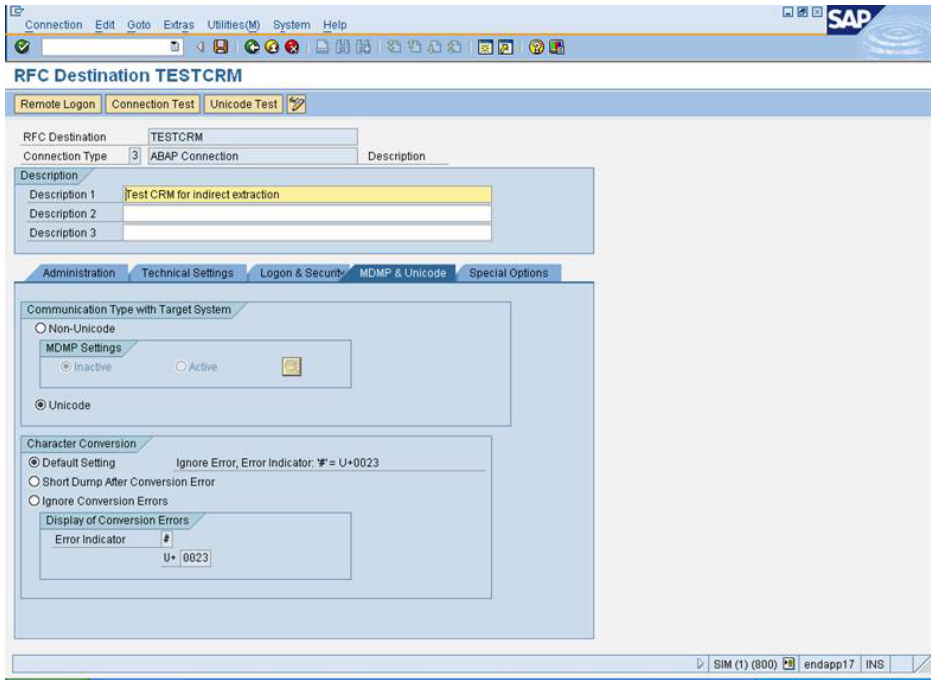 Connection Edit Goto Extras Utilities(M) System Help
SAP
RFC Destination TESTCRM
Remote Logon Connection Test Unicode Test
RFC Destination TESTCRM
Connection Type 3 ABAP Connection Description
Description
Description 1 Test CRM for indirect extraction
Description 2
Description 3
Administration Technical Settings Logon & Security MDMP & Unicode Special Options
Communication Type with Target System
Non-Unicode
MDMP Settings
Inactive Active
Unicode
Character Conversion
Default Setting Ignore Error, Error Indicator: '#' = U+0023
Short Dump After Conversion Error
Ignore Conversion Errors
Display of Conversion Errors
Error Indicator #
U+ 0023
SIM (1) (800) endapp17 INS